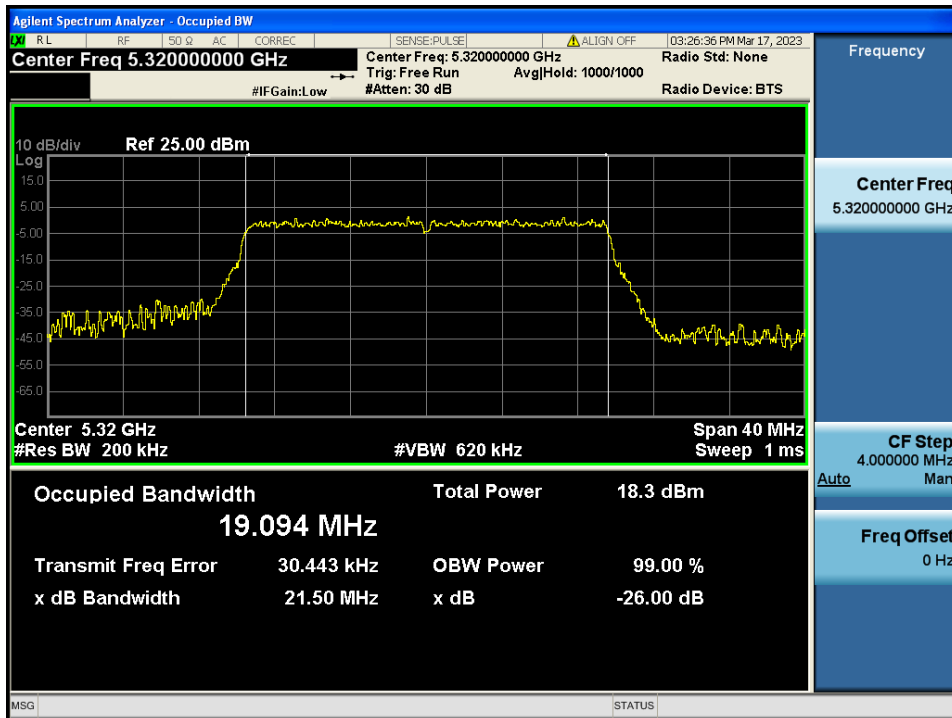 Agilent Spectrum Analyzer - Occupied BW
LXI RL RF 50 Ω AC CORREC SENSE:PULSE ALIGN OFF 03:26:36 PM Mar 17, 2023
Center Freq 5.320000000 GHz
#IFGain:Low
Center Freq: 5.320000000 GHz
Trig: Free Run Avg|Hold: 1000/1000
#Atten: 30 dB
Radio Std: None
Radio Device: BTS
10 dB/div Ref 25.00 dBm
Log
15.0
5.00
-5.00
-15.0
-25.0
-35.0
-45.0
-55.0
-65.0
Center 5.32 GHz Span 40 MHz
#Res BW 200 kHz #VBW 620 kHz Sweep 1 ms
Occupied Bandwidth Total Power 18.3 dBm
19.094 MHz
Transmit Freq Error 30.443 kHz OBW Power 99.00 %
x dB Bandwidth 21.50 MHz x dB -26.00 dB
MSG STATUS
Frequency
Center Freq
5.320000000 GHz
CF Step
4.000000 MHz
Auto Man
Freq Offset
0 Hz